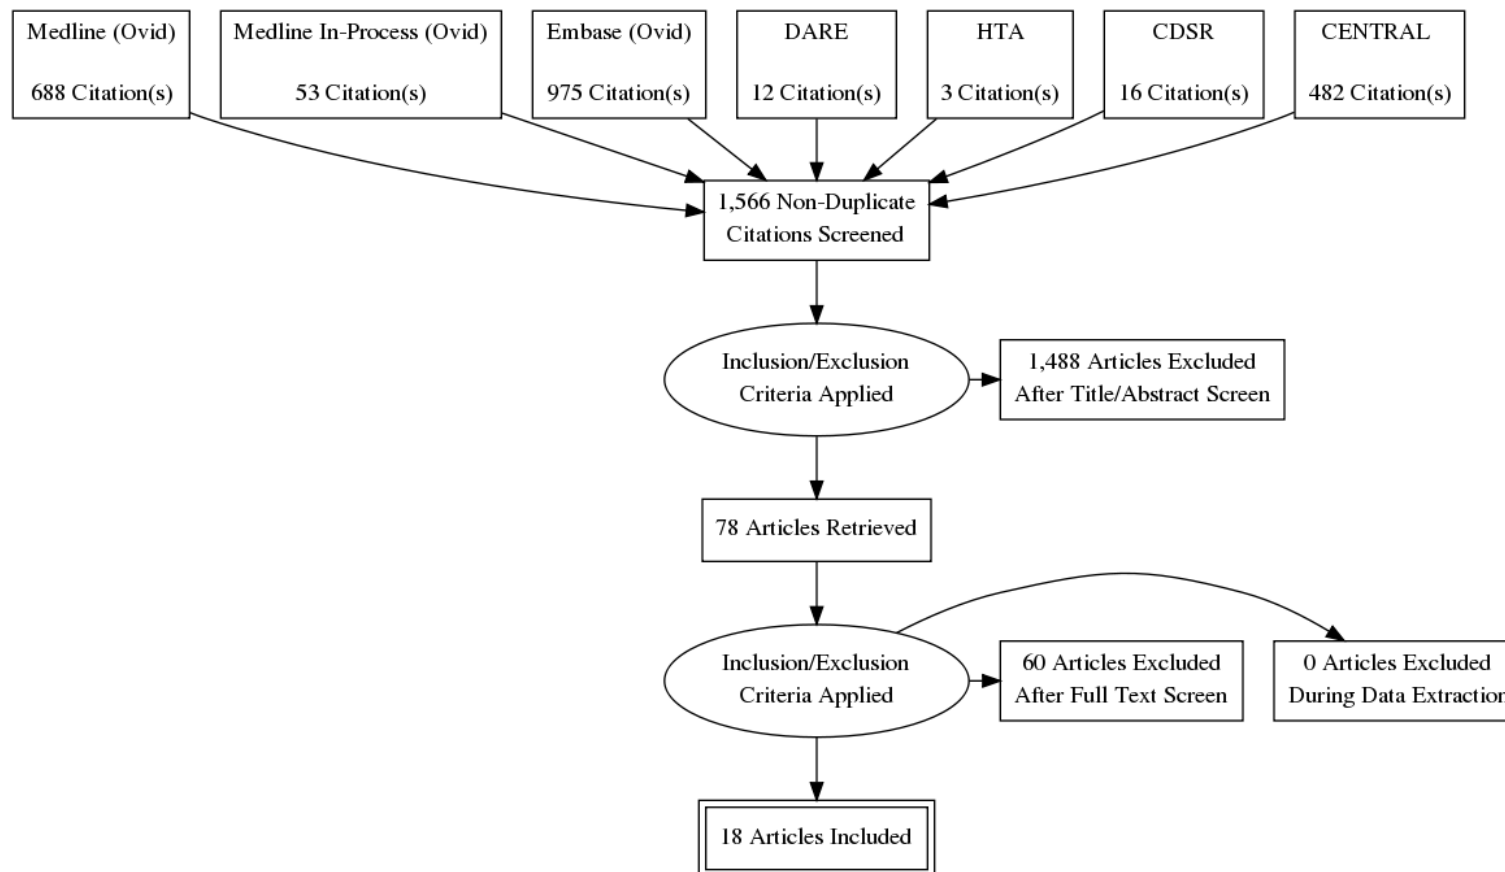 Medline (Ovid)
688 Citation(s)
Medline In-Process (Ovid)
53 Citation(s)
Embase (Ovid)
975 Citation(s)
DARE
12 Citation(s)
HTA
3 Citation(s)
CDSR
16 Citation(s)
CENTRAL
482 Citation(s)
1,566 Non-Duplicate
Citations Screened
Inclusion/Exclusion
Criteria Applied
1,488 Articles Excluded
After Title/Abstract Screen
78 Articles Retrieved
Inclusion/Exclusion
Criteria Applied
60 Articles Excluded
After Full Text Screen
0 Articles Excluded
During Data Extraction
18 Articles Included